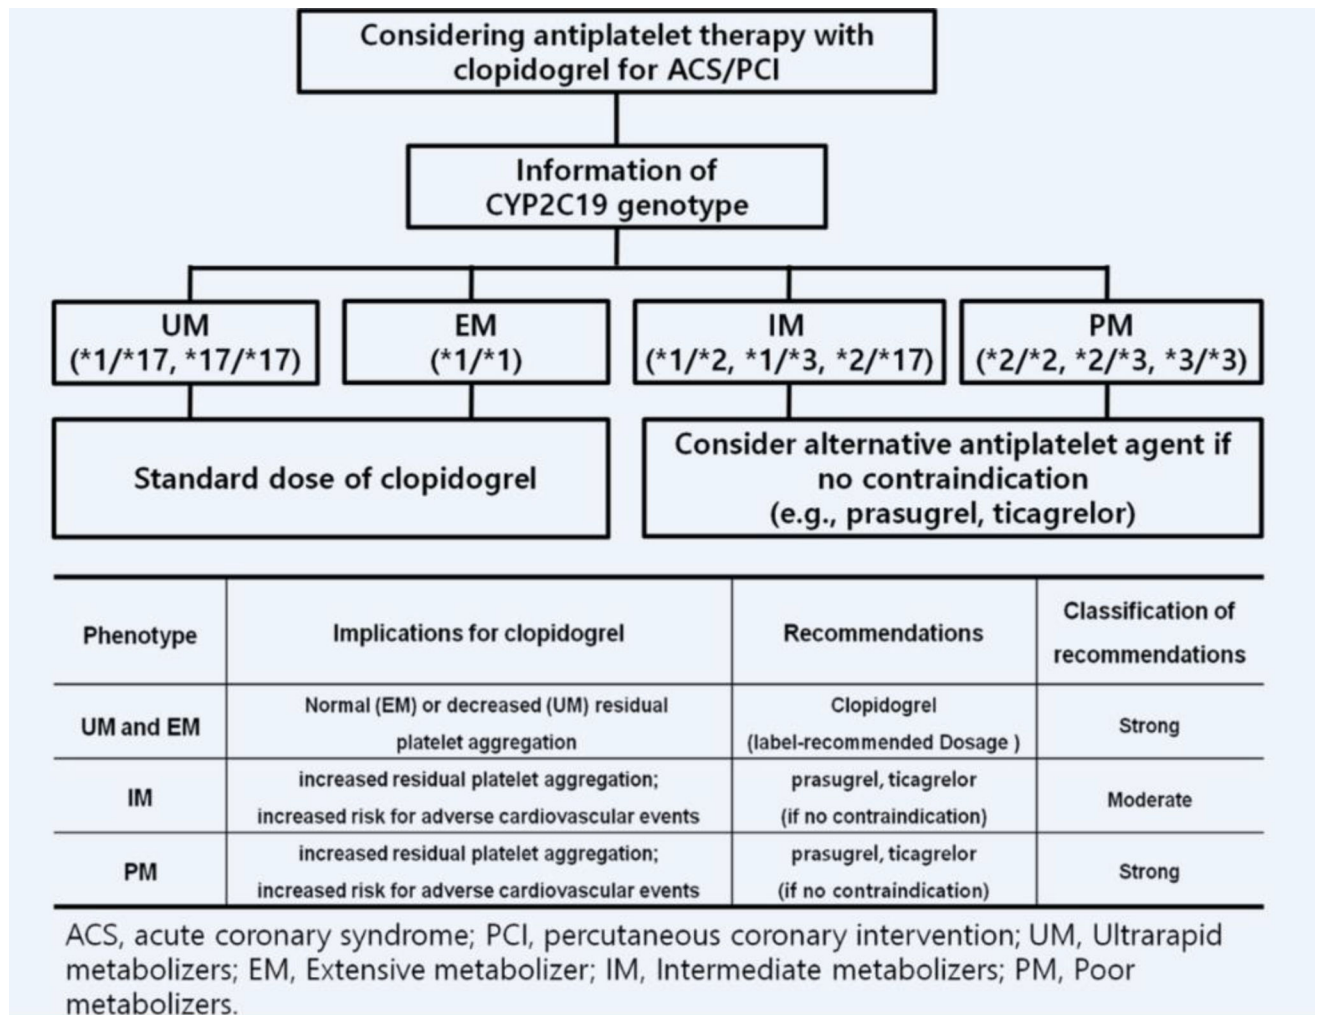 Considering antiplatelet therapy with
clopidogrel for ACS/PCI
Information of
CYP2C19 genotype
UM
(*1/*17, *17/*17)
EM
(*1/*1)
IM
(*1/*2, *1/*3, *2/*17)
PM
(*2/*2, *2/*3, *3/*3)
Standard dose of clopidogrel
Consider alternative antiplatelet agent if
no contraindication
(e.g., prasugrel, ticagrelor)
Phenotype
Implications for clopidogrel
Recommendations
Classification of
recommendations
UM and EM
Normal (EM) or decreased (UM) residual
platelet aggregation
Clopidogrel
(label-recommended Dosage )
Strong
IM
increased residual platelet aggregation;
increased risk for adverse cardiovascular events
prasugrel, ticagrelor
(if no contraindication)
Moderate
PM
increased residual platelet aggregation;
increased risk for adverse cardiovascular events
prasugrel, ticagrelor
(if no contraindication)
Strong
ACS, acute coronary syndrome; PCI, percutaneous coronary intervention; UM, Ultrarapid
metabolizers; EM, Extensive metabolizer; IM, Intermediate metabolizers; PM, Poor
metabolizers.